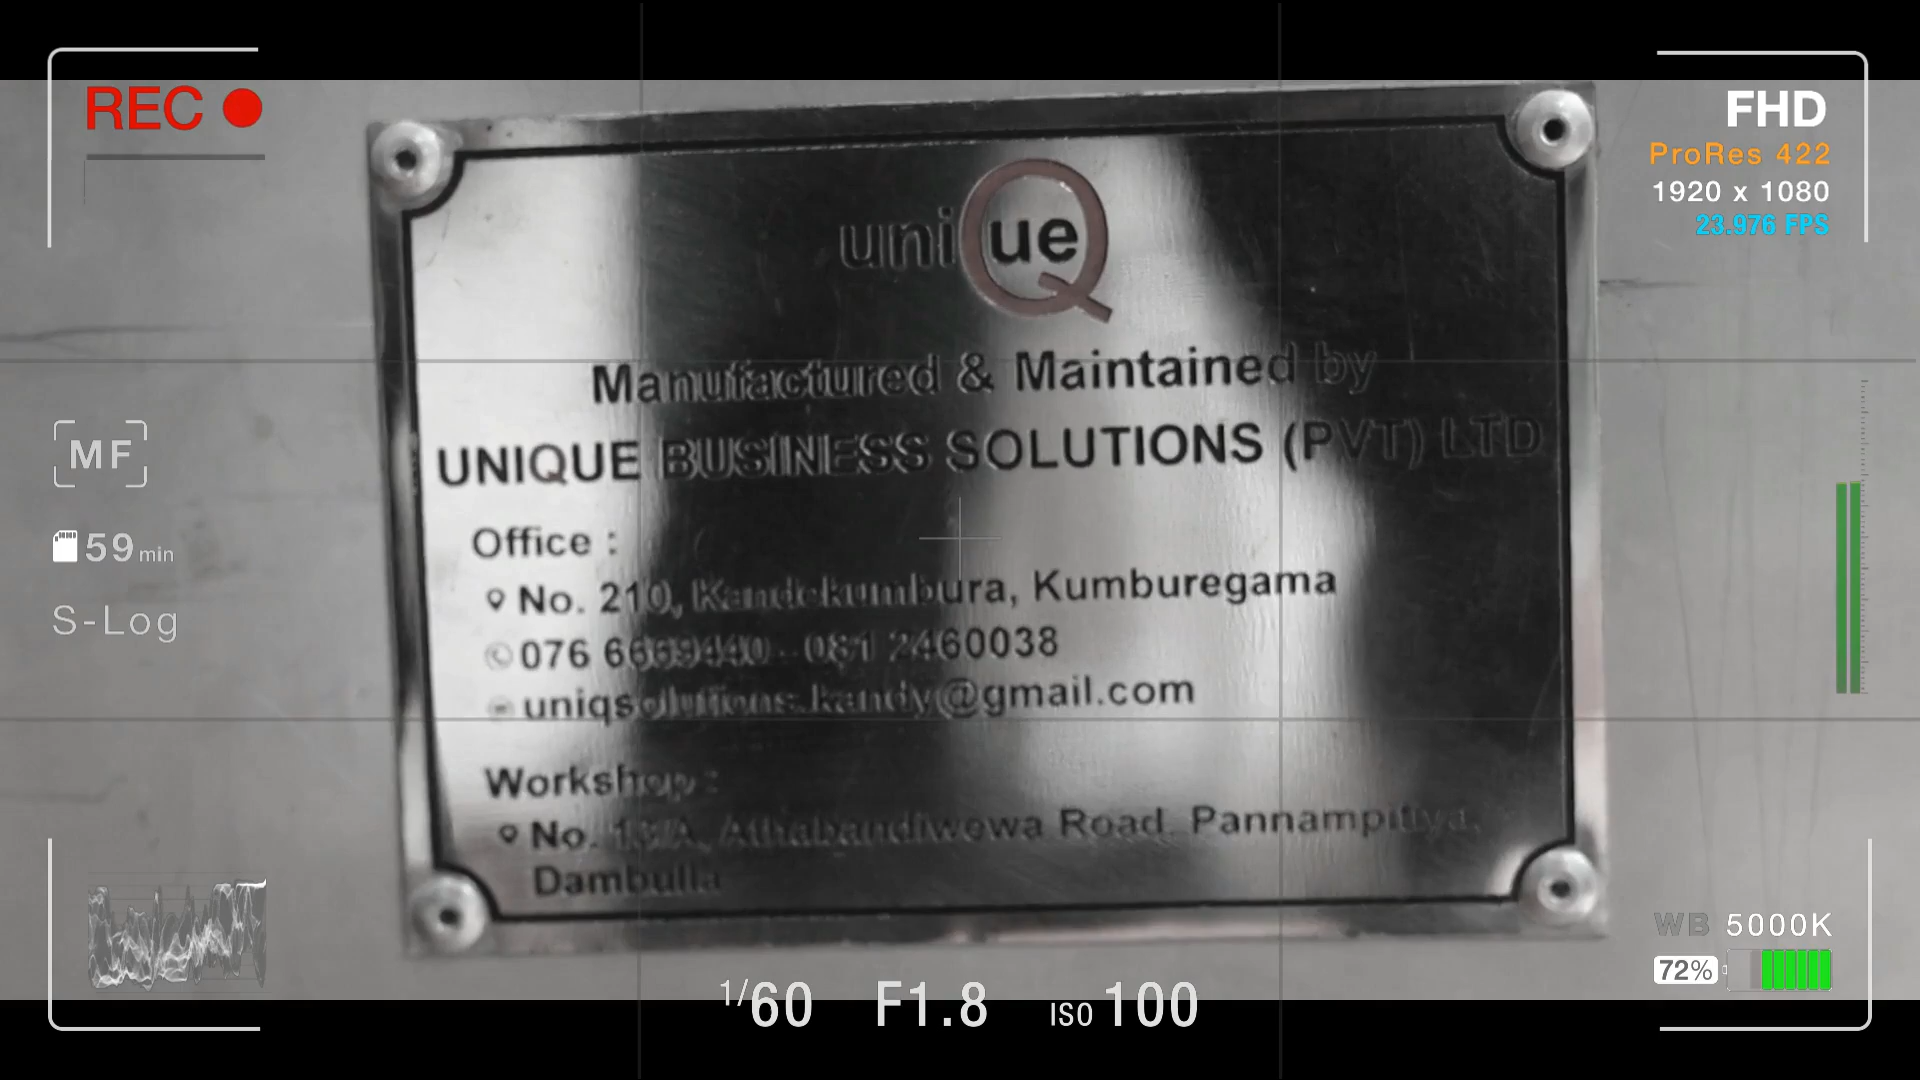 REC
FHD
ProRes 422
1920 x 1080
23.976 FPS
uniQue
Manufactured & Maintained by
UNIQUE BUSINESS SOLUTIONS (PVT) LTD
MF
Office :
59 min
No. 210, Kandekumbura, Kumburegama
S-Log
076 6669440 - 081 2460038
uniqsolutions.kandy@gmail.com
Workshop :
No. 13/A, Athabandiwewa Road, Pannampitiya,
Dambulla
WB 5000K
72%
1/60 F1.8 ISO 100